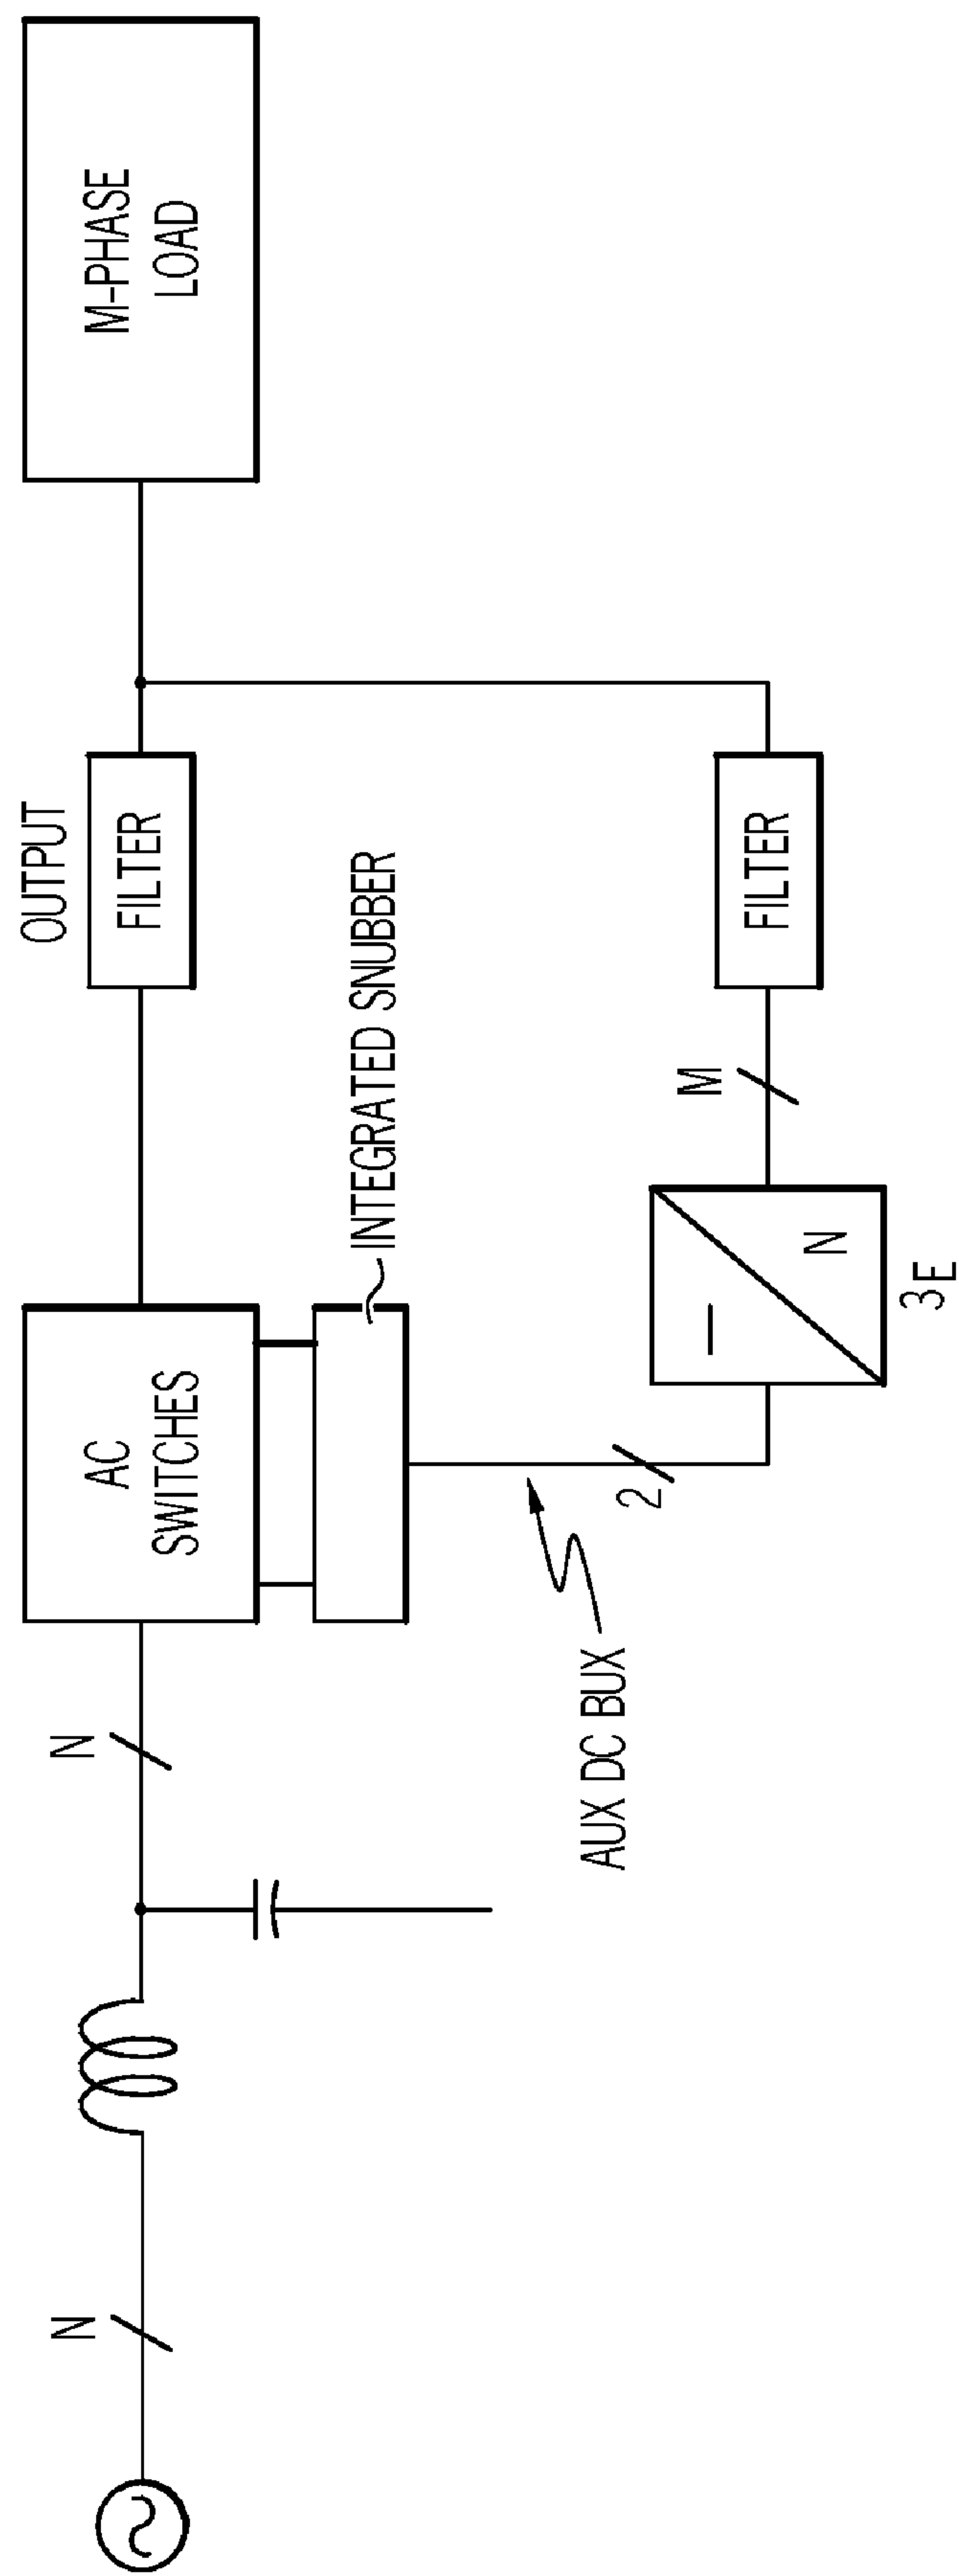 N
N
AC
SWITCHES
OUTPUT
FILTER
M-PHASE
LOAD
INTEGRATED SNUBBER
AUX DC BUX
2
N
3E
M
FILTER